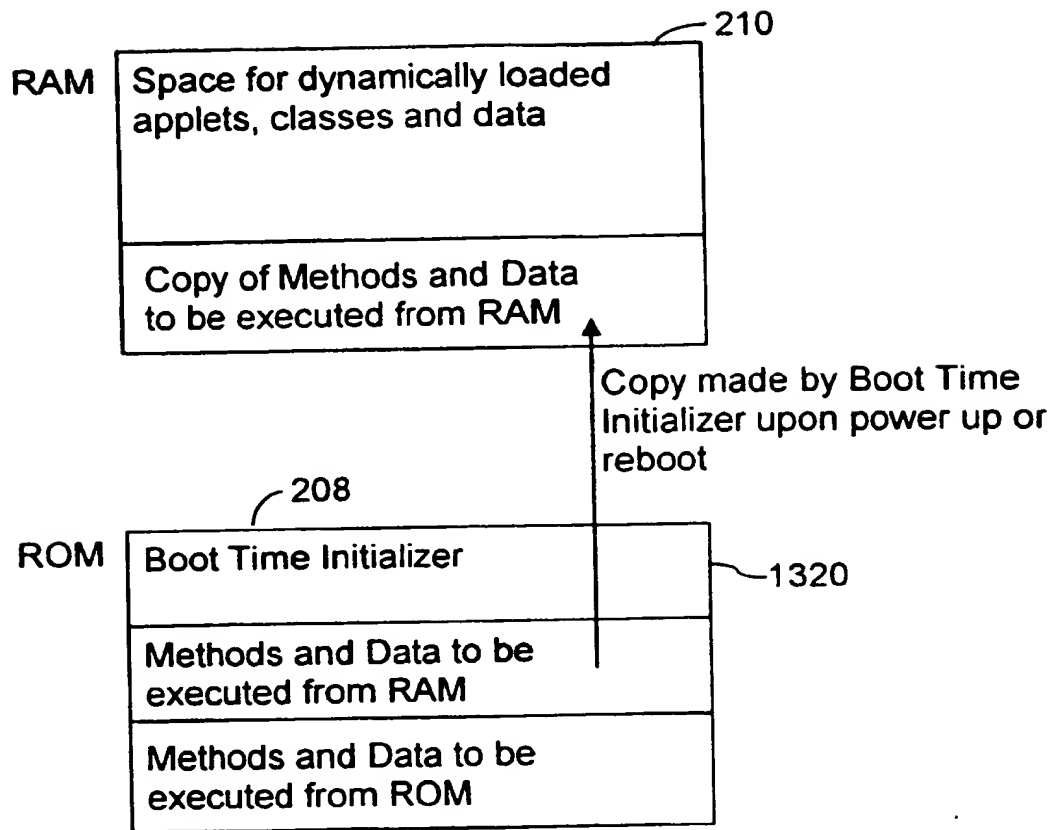 210
RAM
Space for dynamically loaded
applets, classes and data
Copy of Methods and Data
to be executed from RAM
Copy made by Boot Time
Initializer upon power up or
reboot
208
ROM
Boot Time Initializer
1320
Methods and Data to be
executed from RAM
Methods and Data to be
executed from ROM